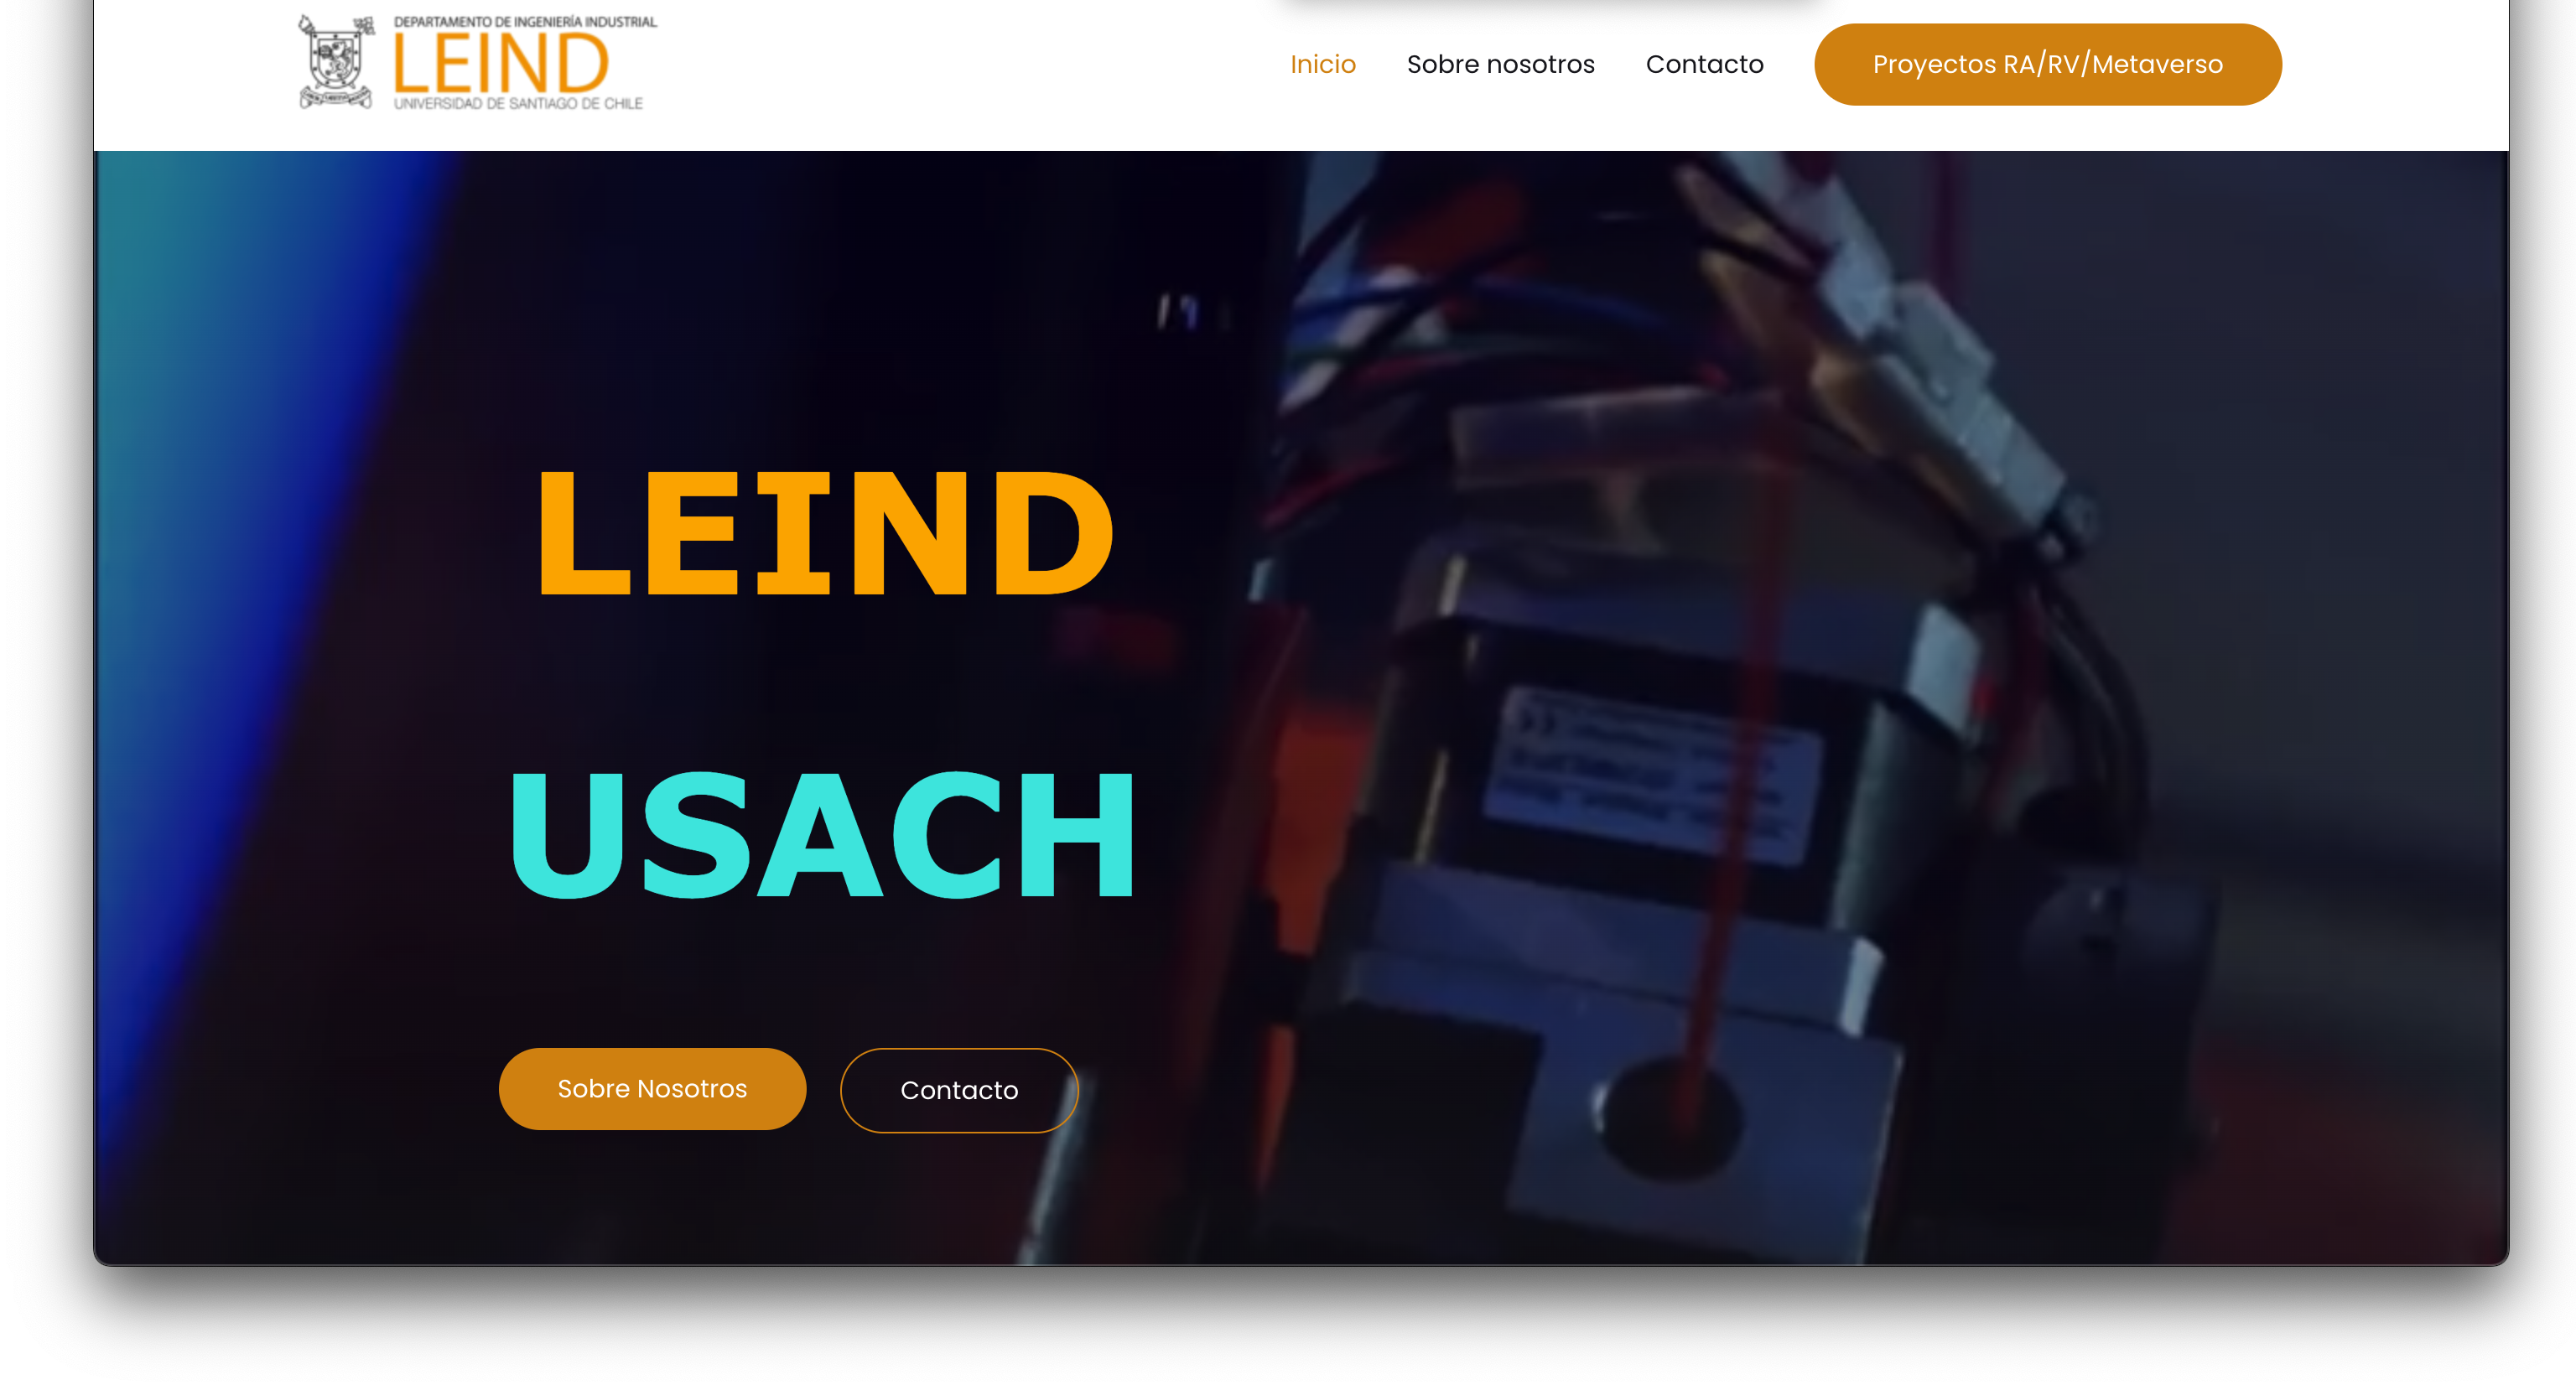 DEPARTAMENTO DE INGENIERÍA INDUSTRIAL
LEIND
UNIVERSIDAD DE SANTIAGO DE CHILE
Inicio
Sobre nosotros
Contacto
Proyectos RA/RV/Metaverso
LEIND
USACH
Sobre Nosotros
Contacto